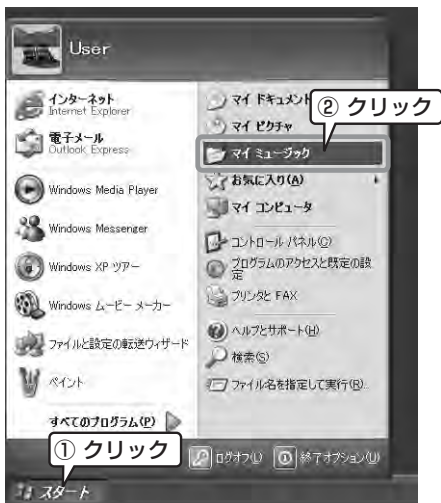 User
インターネット
Internet Explorer
電子メール
Outlook Express
Windows Media Player
Windows Messenger
Windows XP ツアー
Windows ムービー メーカー
ファイルと設定の転送ウィザード
ペイント
すべてのプログラム(P)
① クリック
マイ ドキュメント
② クリック
マイ ピクチャ
マイ ミュージック
お気に入り(A)
マイ コンピュータ
コントロール パネル(C)
プログラムのアクセスと既定の設
定
プリンタと FAX
ヘルプとサポート(H)
検索(S)
ファイル名を指定して実行(R)...
ログオフ(L)
終了オプション(U)
スタート